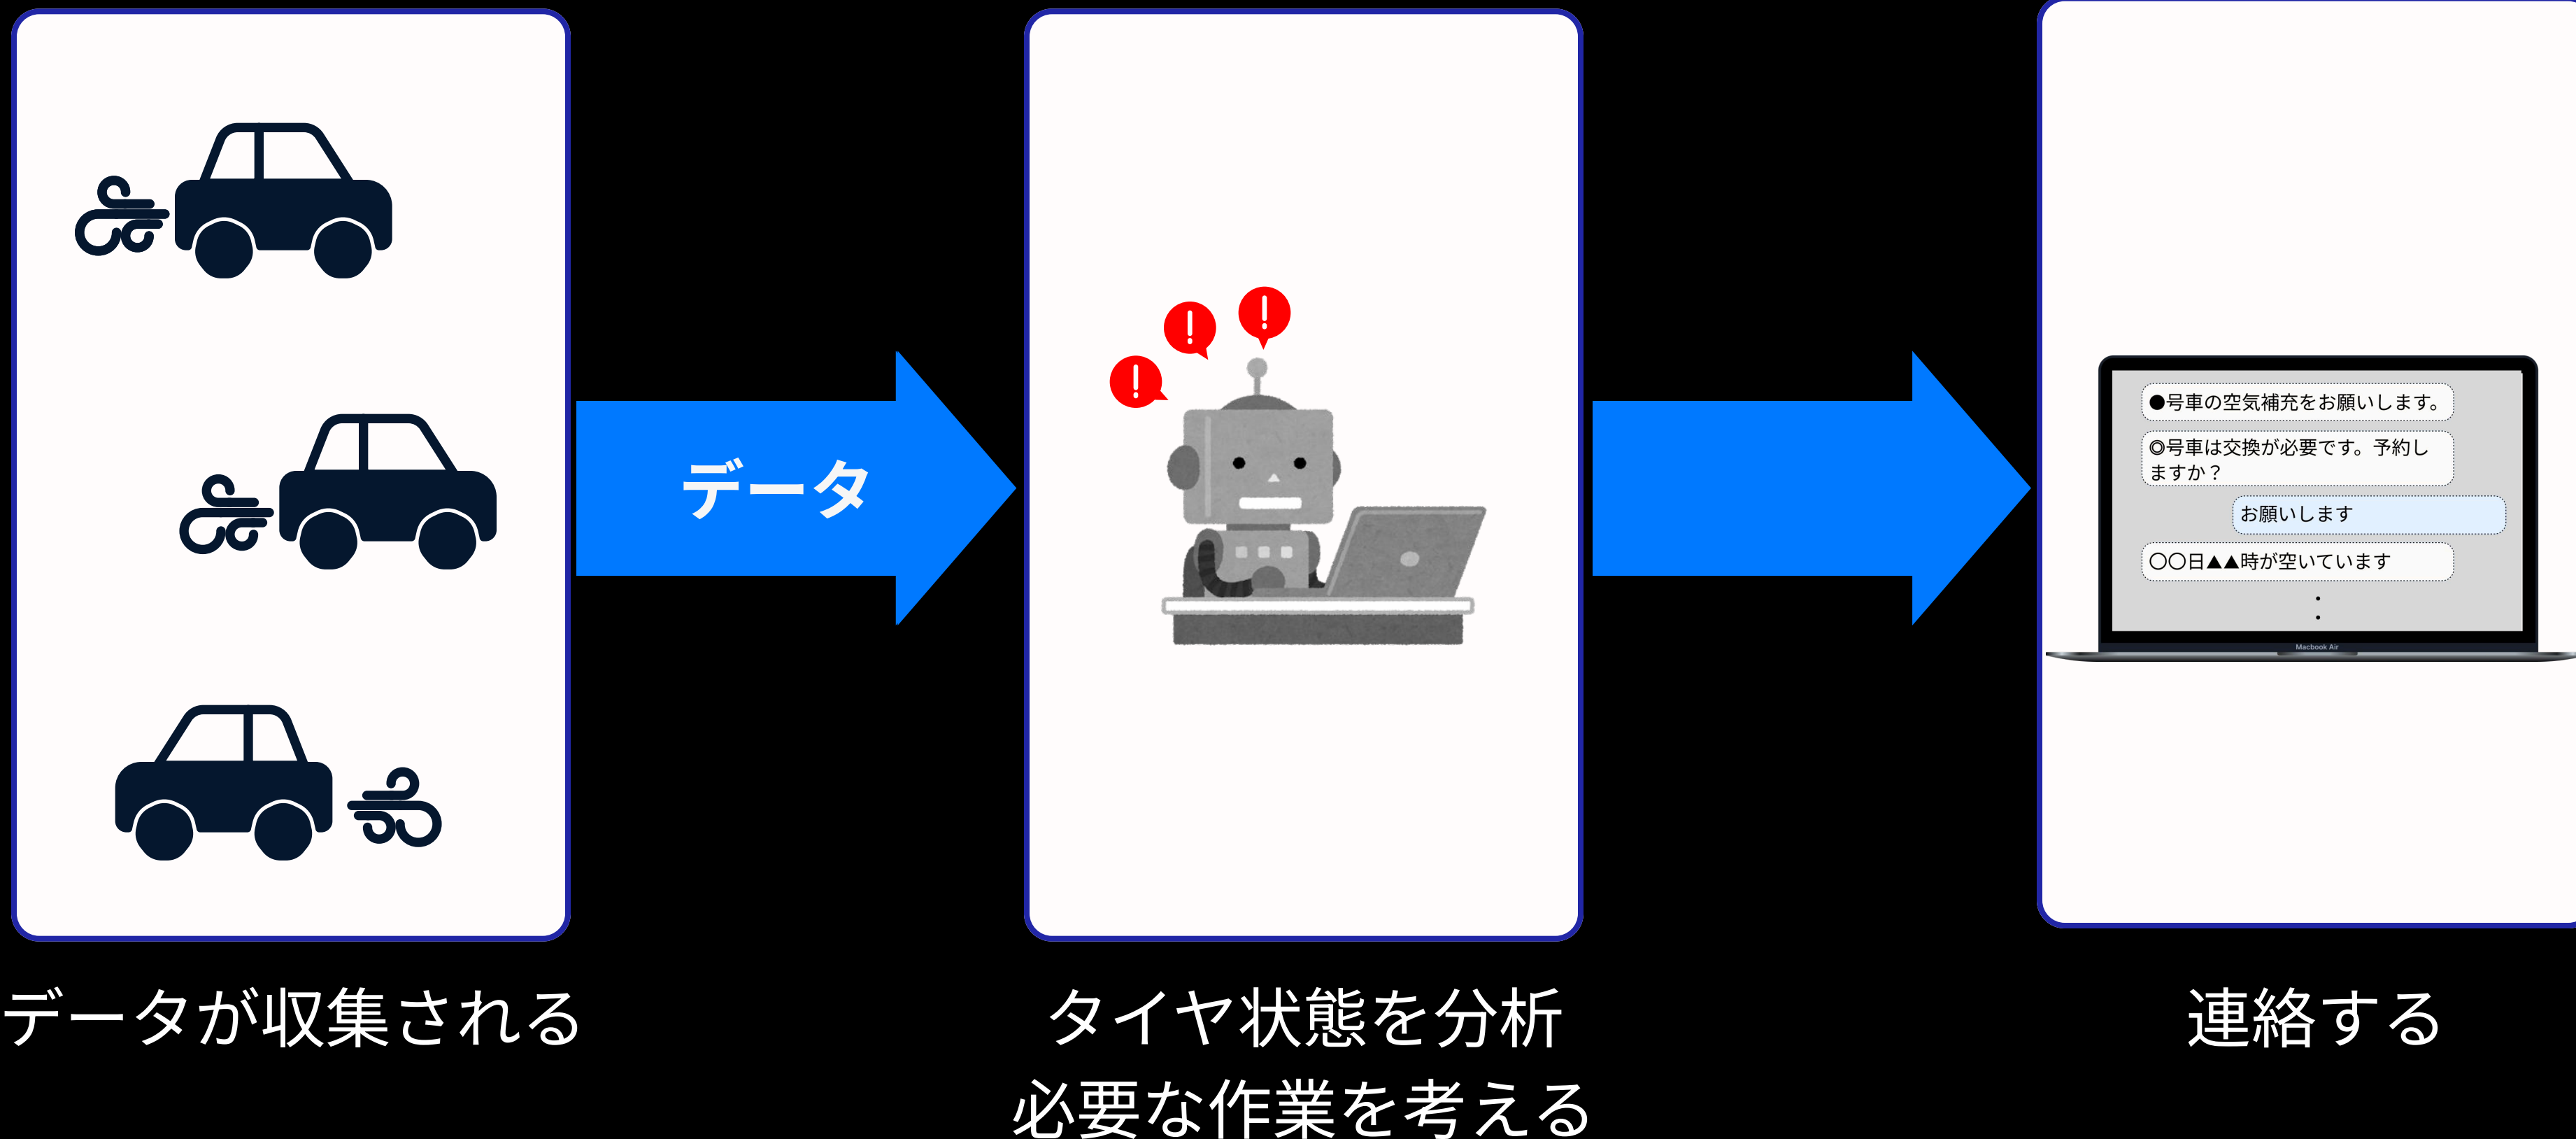 データ
●号車の空気補充をお願いします。
◎号車は交換が必要です。予約し
ますか？
お願いします
〇〇日▲▲時が空いています
・
・
Macbook Air
データが収集される
タイヤ状態を分析
必要な作業を考える
連絡する